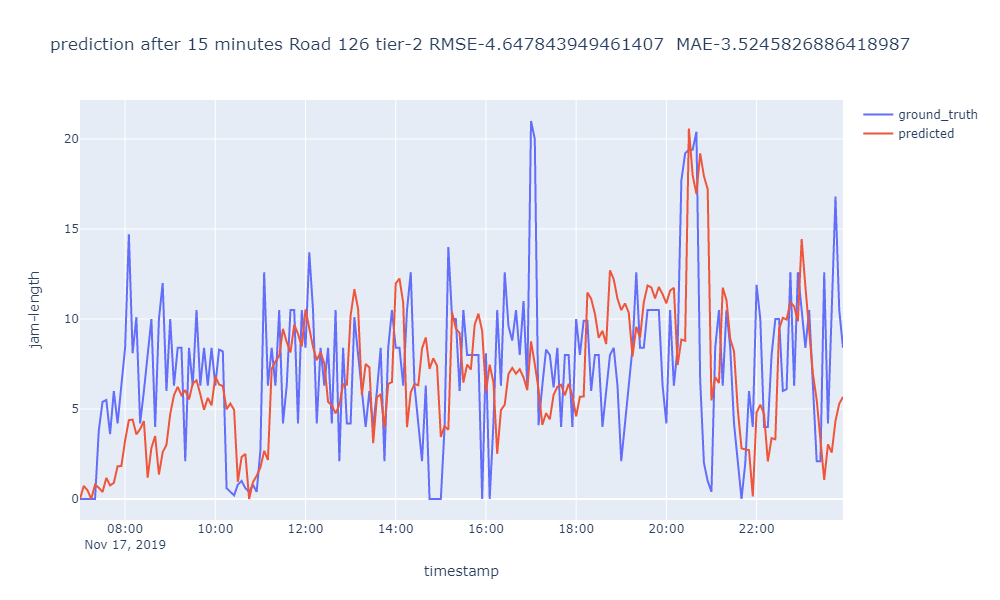 prediction after 15 minutes Road 126 tier-2 RMSE-4.647843949461407  MAE-3.5245826886418987
ground_truth
predicted
20
15
10
5
0
jam-length
08:00 10:00 12:00 14:00 16:00 18:00 20:00 22:00
Nov 17, 2019
timestamp